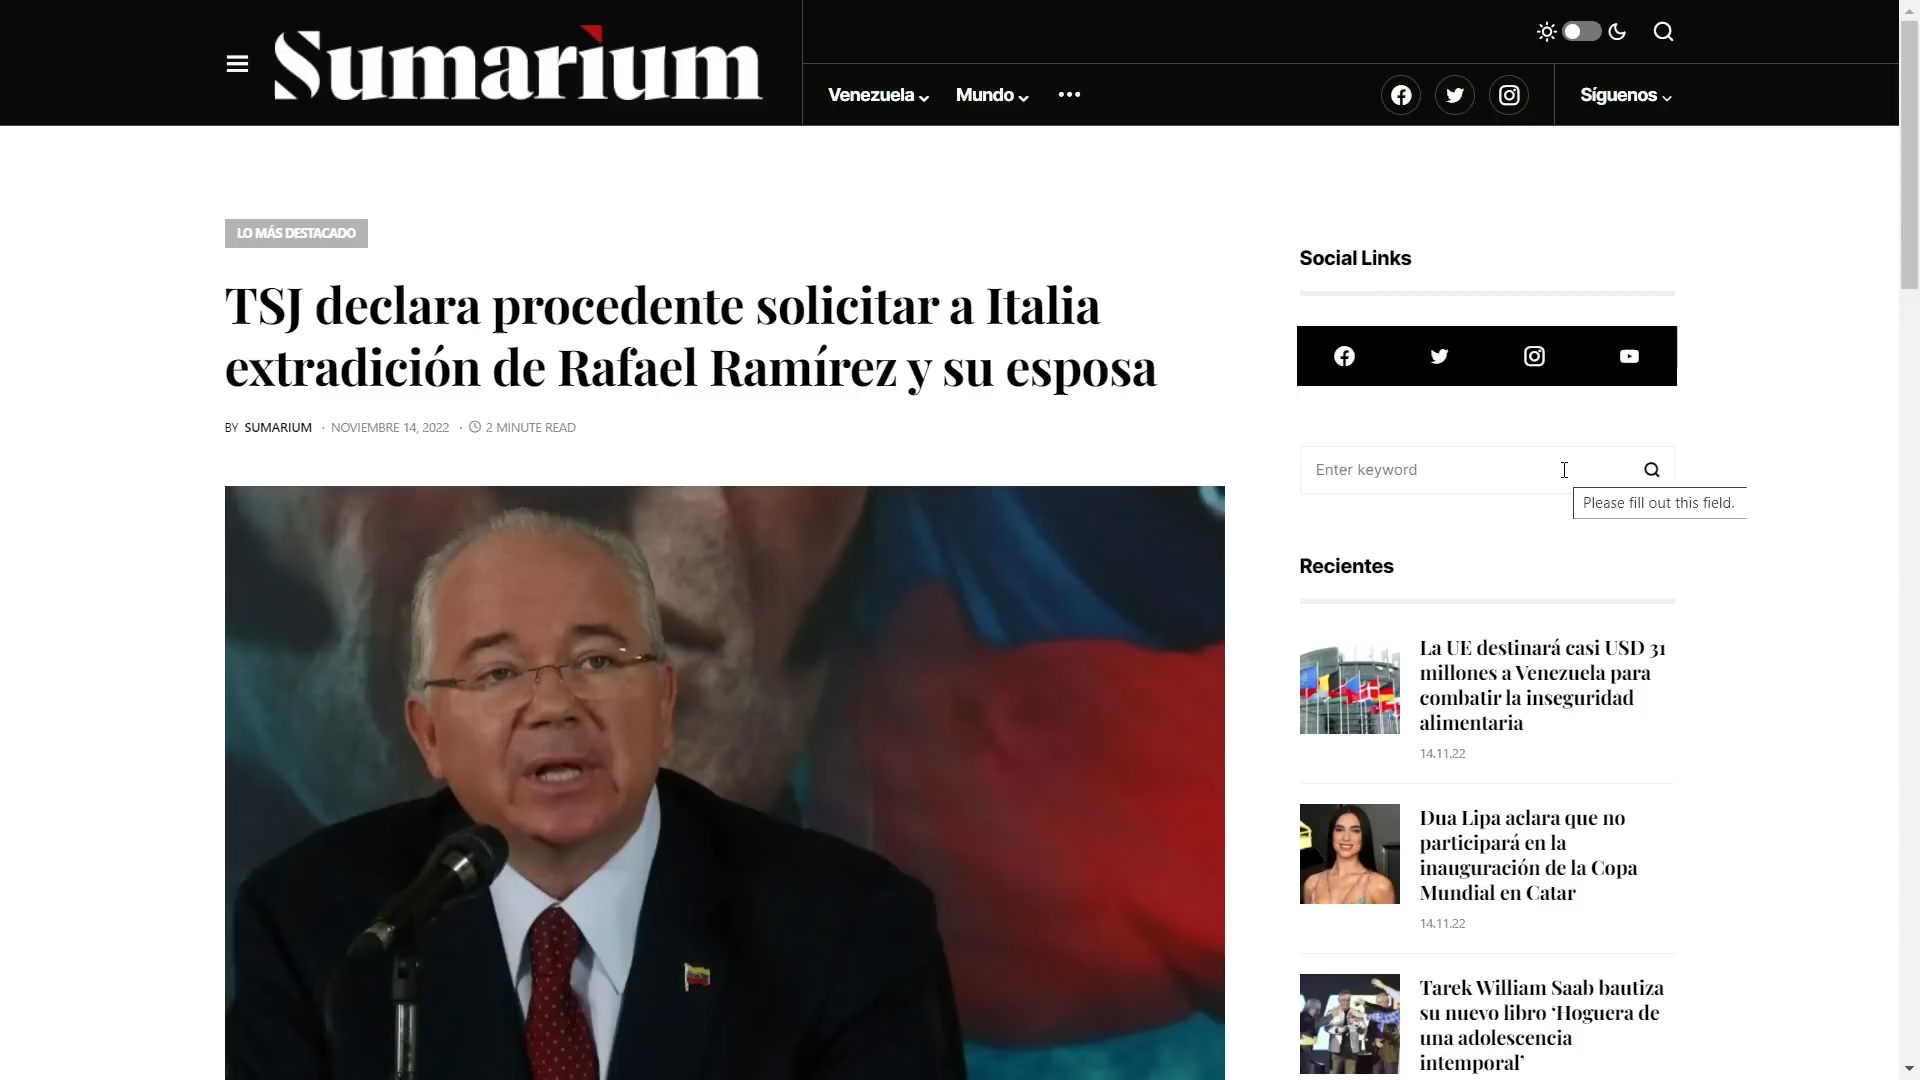 Sumarium
Venezuela
Mundo
Síguenos
LO MÁS DESTACADO
TSJ declara procedente solicitar a Italia
extradición de Rafael Ramírez y su esposa
BY SUMARIUM · NOVIEMBRE 14, 2022 · 2 MINUTE READ
Social Links
Enter keyword
Please fill out this field.
Recientes
La UE destinará casi USD 31
millones a Venezuela para
combatir la inseguridad
alimentaria
14.11.22
Dua Lipa aclara que no
participará en la
inauguración de la Copa
Mundial en Catar
14.11.22
Tarek William Saab bautiza
su nuevo libro ‘Hoguera de
una adolescencia
intemporal’